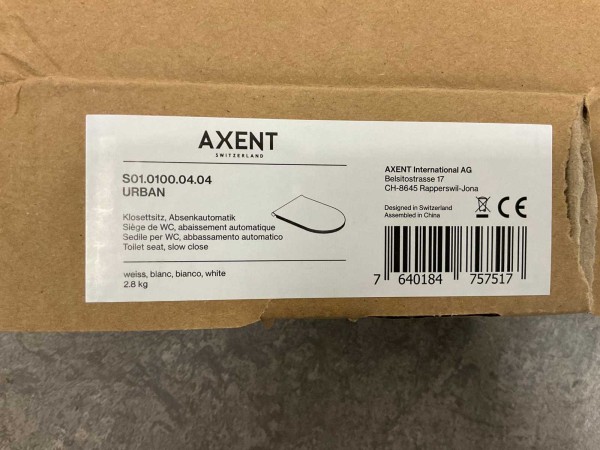 AXENT
SWITZERLAND
S01.0100.04.04
URBAN
Klosettsitz, Absenkautomatik
Siège de WC, abaissement automatique
Sedile per WC, abbassamento automatico
Toilet seat, slow close
weiss, blanc, bianco, white
2.8 kg
AXENT International AG
Belsitostrasse 17
CH-8645 Rapperswil-Jona
Designed in Switzerland
Assembled in China
CE
7 640184 757517